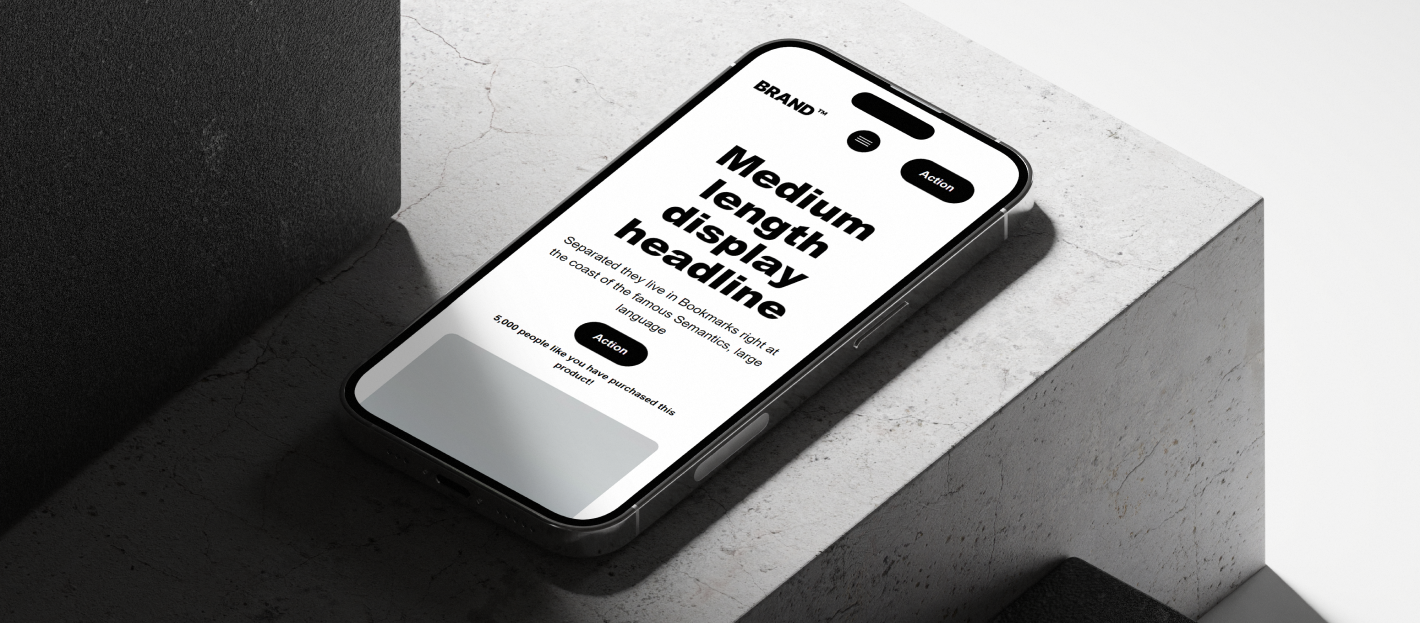 BRAND™
Action
Medium
length
display
headline
Separated they live in Bookmarks right at
the coast of the famous Semantics, large
language
Action
5,000 people like you have purchased this
product!